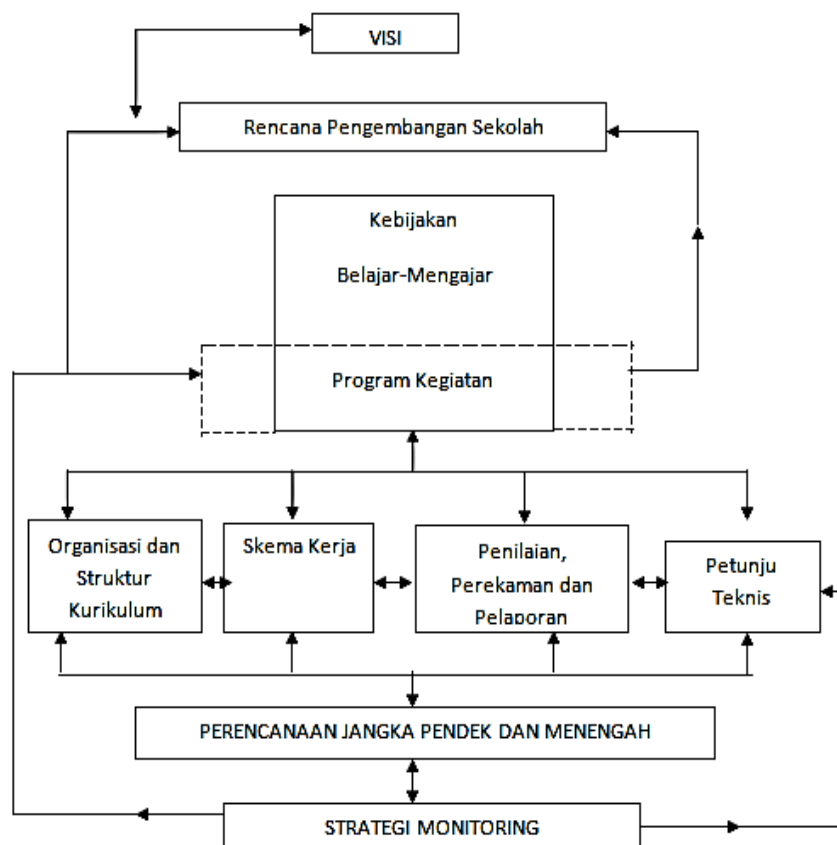 VISI
Rencana Pengembangan Sekolah
Kebijakan
Belajar-Mengajar
Program Kegiatan
Organisasi dan
Struktur
Kurikulum
Skema Kerja
Penilaian,
Perekaman dan
Pelaporan
Petunju
Teknis
PERENCANAAN JANGKA PENDEK DAN MENENGAH
STRATEGI MONITORING